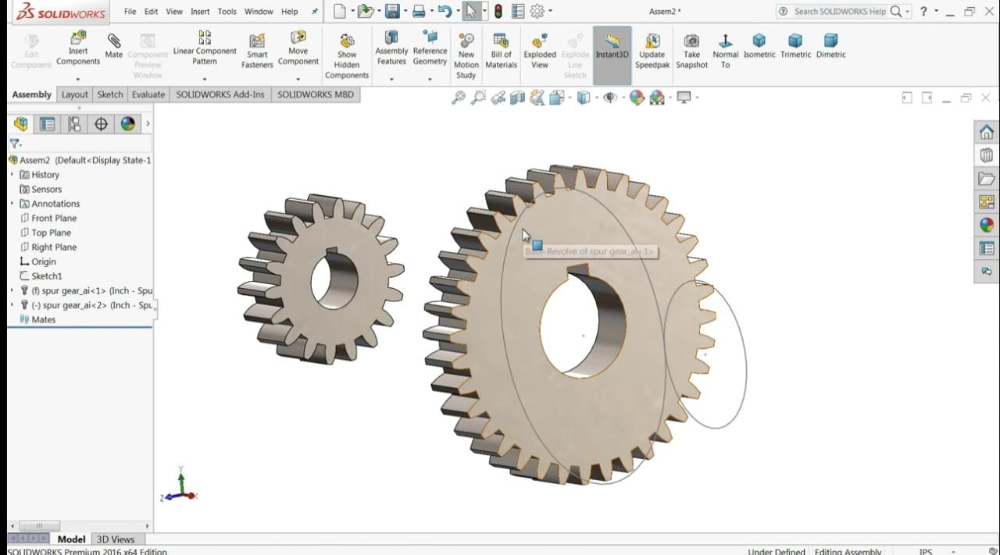 SOLIDWORKS File Edit View Insert Tools Window Help Assem2 * Search SOLIDWORKS Help ?
Edit Component
Insert Components
Mate
Component Preview Window
Linear Component Pattern
Smart Fasteners
Move Component
Show Hidden Components
Assembly Features
Reference Geometry
New Motion Study
Bill of Materials
Exploded View
Explode Line Sketch
Instant3D
Update Speedpak
Take Snapshot
Normal To
Isometric
Trimetric
Dimetric
Assembly Layout Sketch Evaluate SOLIDWORKS Add-Ins SOLIDWORKS MBD
Assem2 (Default<Display State-1
History
Sensors
Annotations
Front Plane
Top Plane
Right Plane
Origin
Sketch1
(f) spur gear_ai<1> (Inch - Spu
(-) spur gear_ai<2> (Inch - Spu
Mates
Base-Revolve of spur gear_ai<1>
Y
Z X
Model 3D Views
SOLIDWORKS Premium 2016 x64 Edition Under Defined Editing Assembly IPS -